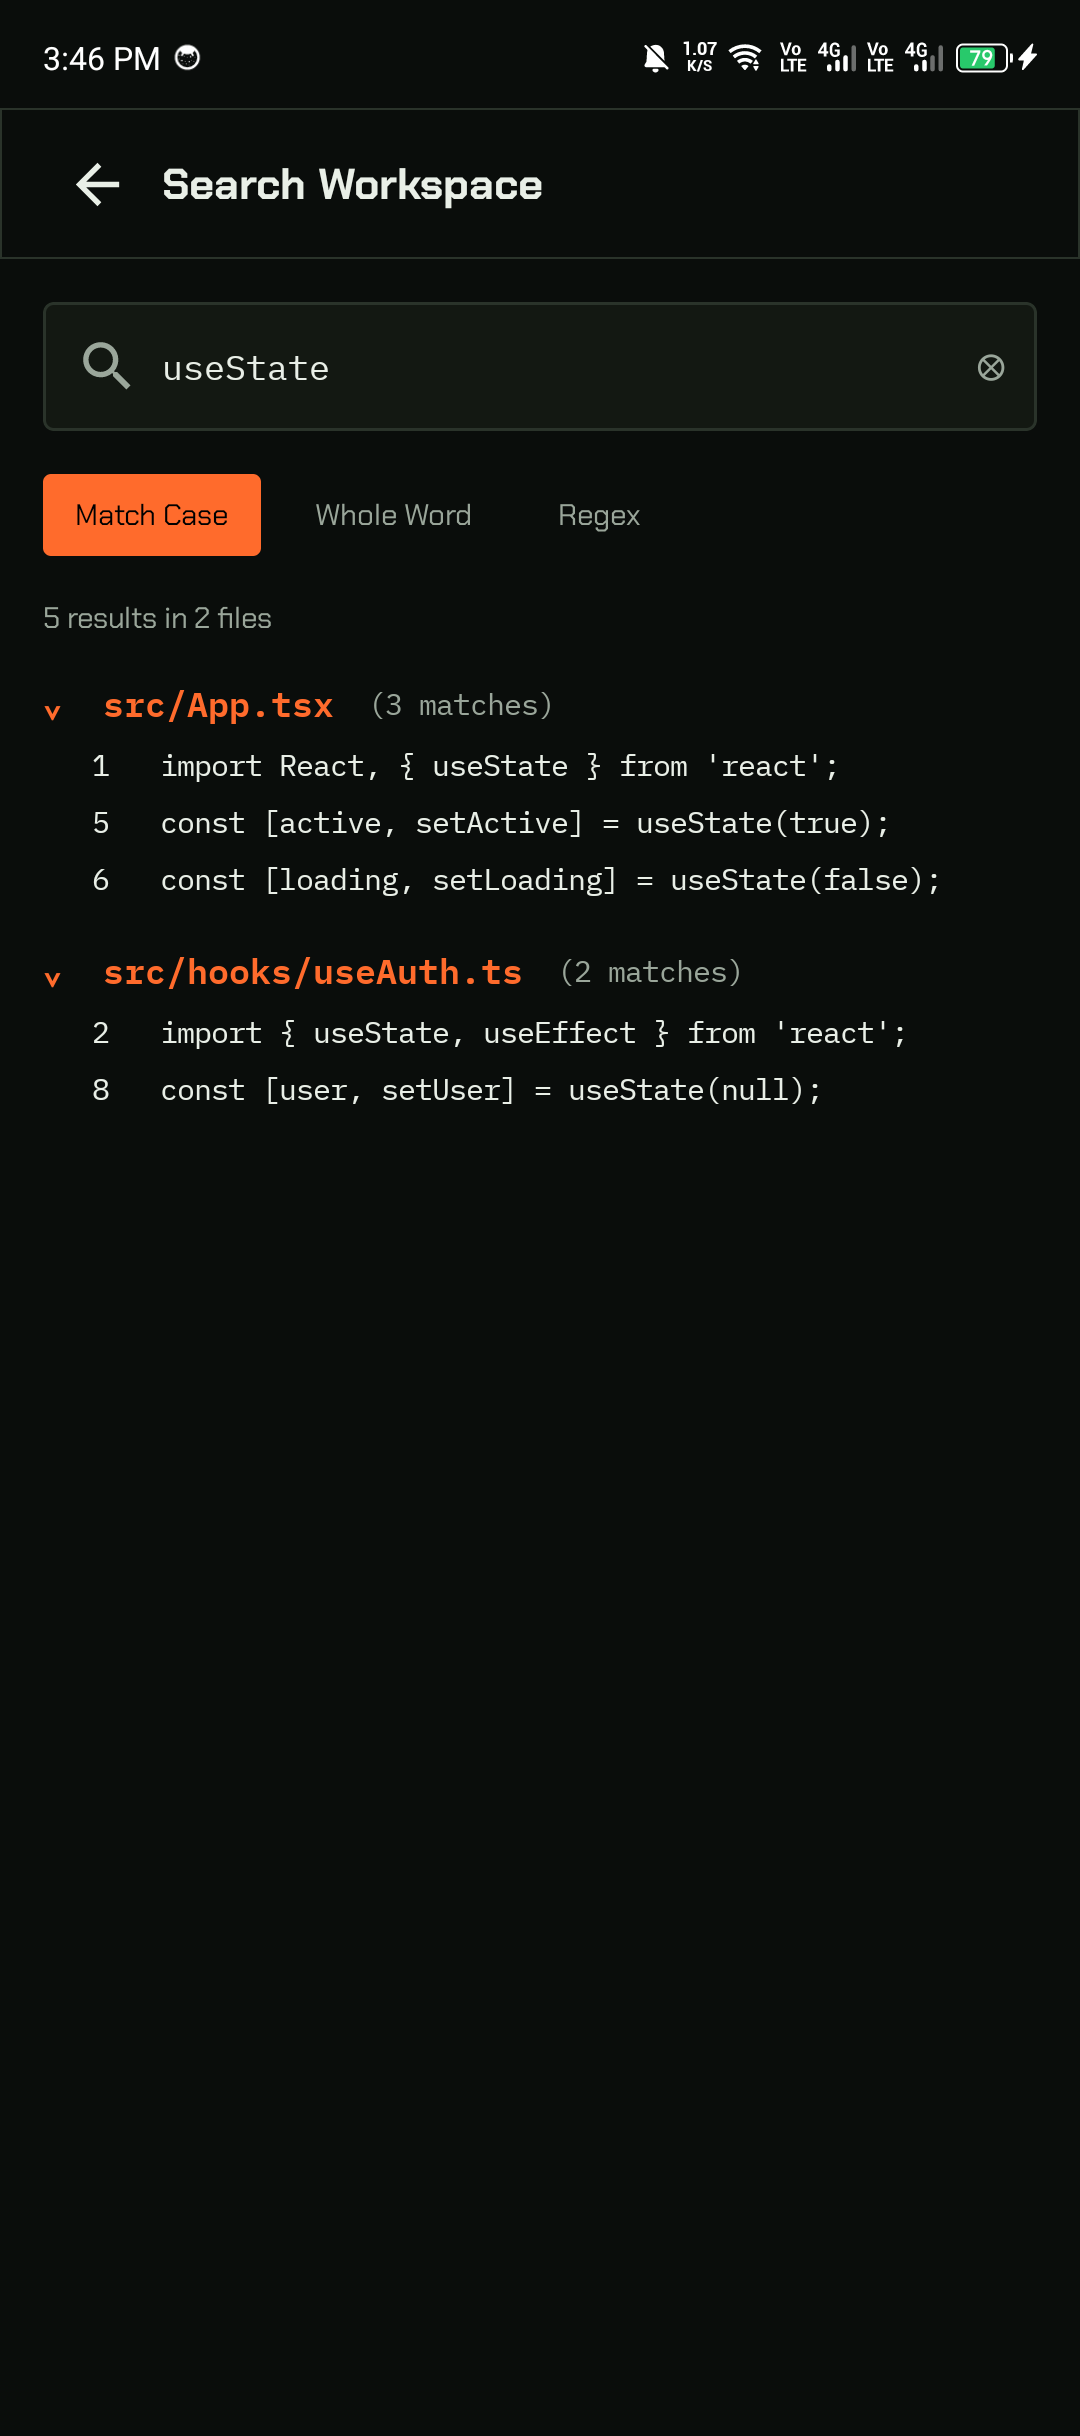 3:46 PM 1.07 K/S Vo LTE 4G Vo LTE 4G 79
Search Workspace
useState
Match Case Whole Word Regex
5 results in 2 files
src/App.tsx (3 matches)
1 import React, { useState } from 'react';
5 const [active, setActive] = useState(true);
6 const [loading, setLoading] = useState(false);
src/hooks/useAuth.ts (2 matches)
2 import { useState, useEffect } from 'react';
8 const [user, setUser] = useState(null);